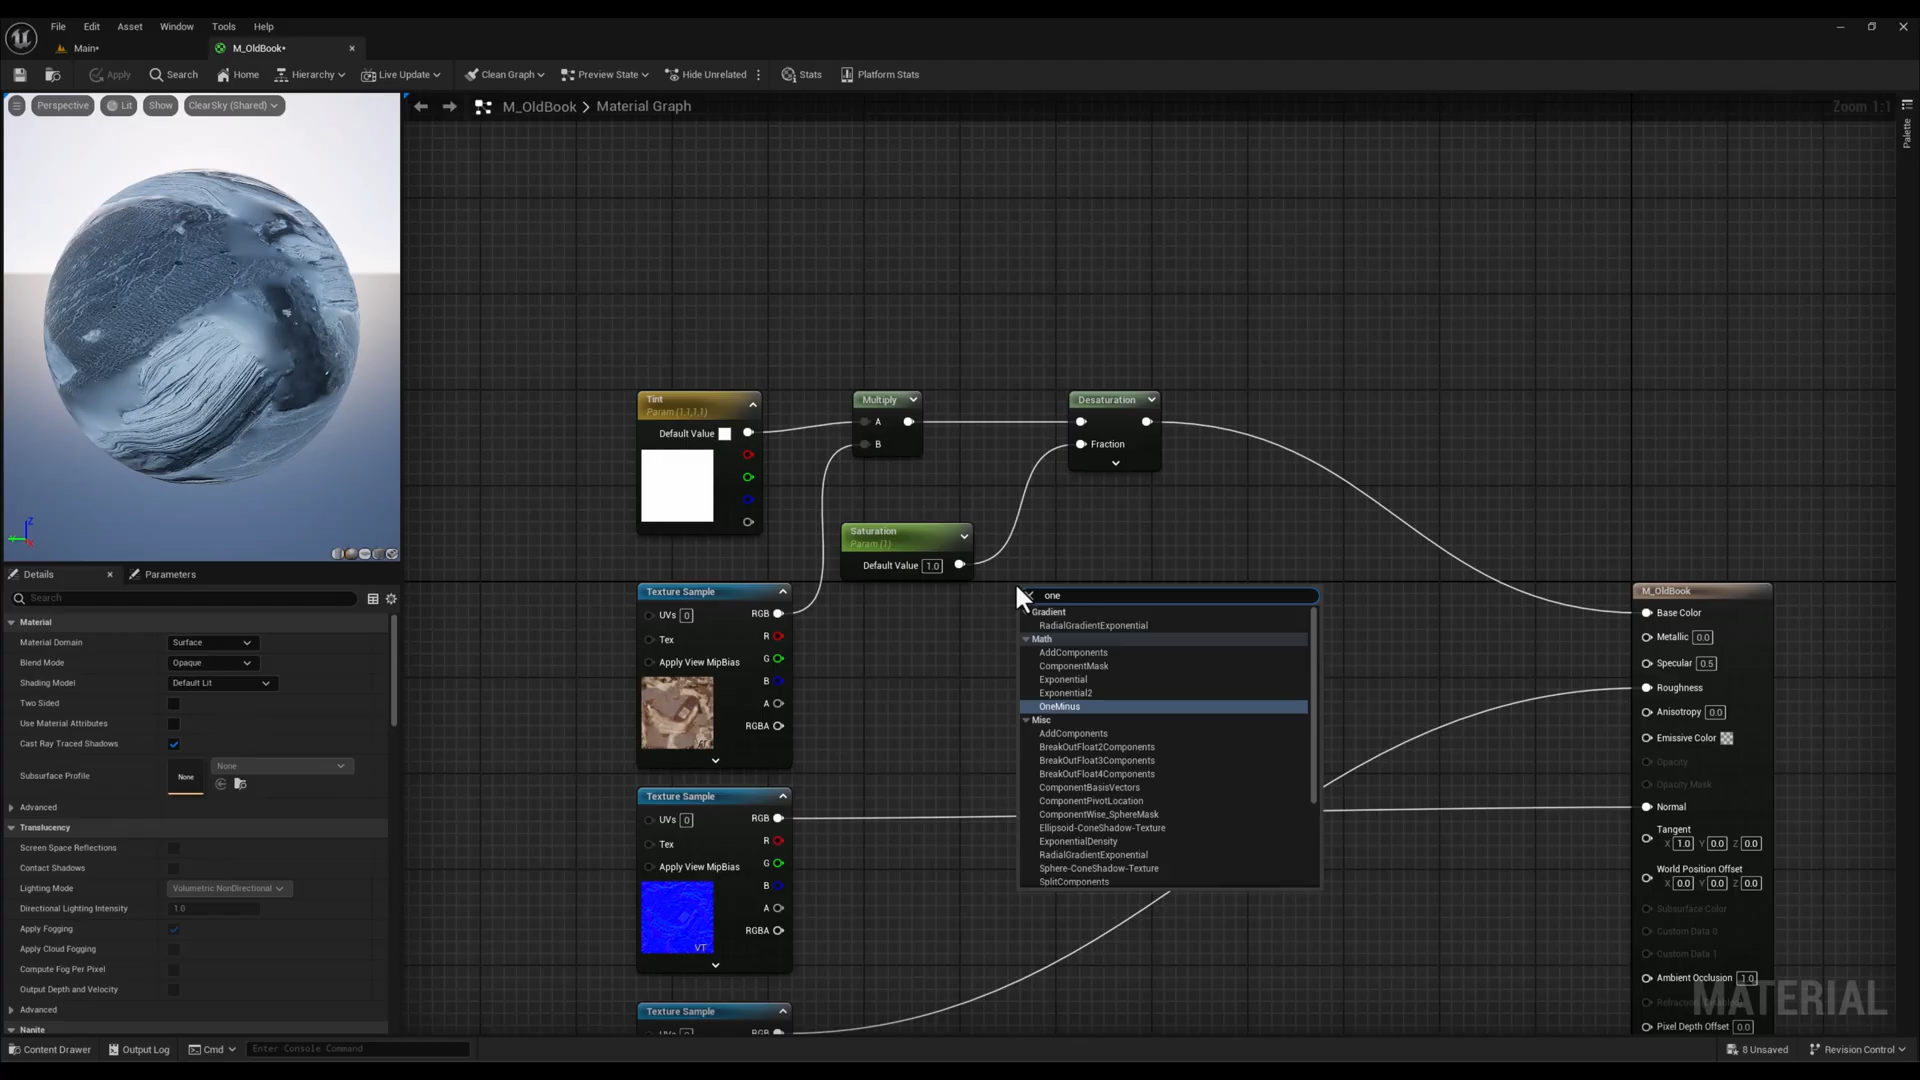 File Edit Asset Window Tools Help
Main•
M_OldBook•
Apply Search Home Hierarchy Live Update Clean Graph Preview State Hide Unrelated Stats Platform Stats
Perspective Lit Show ClearSky (Shared)
M_OldBook > Material Graph
Zoom 1:1
Palette
Tint
Param (1,1,1,1)
Default Value
Multiply
A
B
Desaturation
Fraction
Saturation
Param (1)
Default Value 1.0
Texture Sample
UVs 0 RGB
R
Tex
G
Apply View MipBias
B
A
RGBA
VT
Texture Sample
UVs 0 RGB
R
Tex
G
Apply View MipBias
B
A
RGBA
VT
Texture Sample
UVs 0 RGB
one
Gradient
RadialGradientExponential
Math
AddComponents
ComponentMask
Exponential
Exponential2
OneMinus
Misc
AddComponents
BreakOutFloat2Components
BreakOutFloat3Components
BreakOutFloat4Components
ComponentBasisVectors
ComponentPivotLocation
ComponentWise_SphereMask
Ellipsoid-ConeShadow-Texture
ExponentialDensity
RadialGradientExponential
Sphere-ConeShadow-Texture
SplitComponents
M_OldBook
Base Color
Metallic 0.0
Specular 0.5
Roughness
Anisotropy 0.0
Emissive Color
Opacity
Opacity Mask
Normal
Tangent
X 1.0 Y 0.0 Z 0.0
World Position Offset
X 0.0 Y 0.0 Z 0.0
Subsurface Color
Custom Data 0
Custom Data 1
Ambient Occlusion 1.0
Pixel Depth Offset 0.0
MATERIAL
Z
Y
X
Details
Parameters
Search
Material
Material Domain Surface
Blend Mode Opaque
Shading Model Default Lit
Two Sided
Use Material Attributes
Cast Ray Traced Shadows
Subsurface Profile None None
Advanced
Translucency
Screen Space Reflections
Contact Shadows
Lighting Mode Volumetric NonDirectional
Directional Lighting Intensity 1.0
Apply Fogging
Apply Cloud Fogging
Compute Fog Per Pixel
Output Depth and Velocity
Advanced
Nanite
Content Drawer Output Log Cmd Enter Console Command 8 Unsaved Revision Control